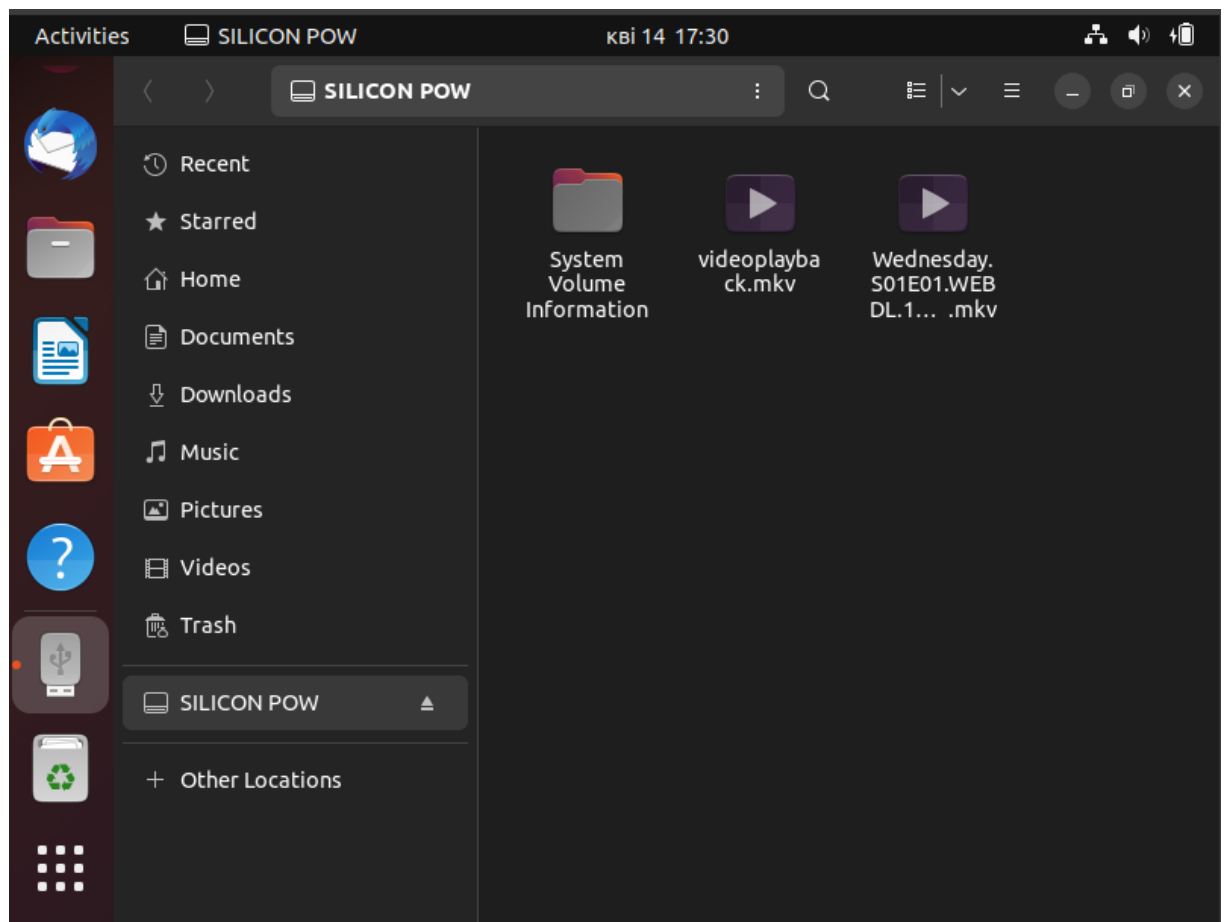 Activities
SILICON POW
кві 14 17:30
SILICON POW
Recent
Starred
Home
Documents
Downloads
Music
Pictures
Videos
Trash
SILICON POW
Other Locations
System
Volume
Information
videoplayba
ck.mkv
Wednesday.
S01E01.WEB
DL.1... .mkv